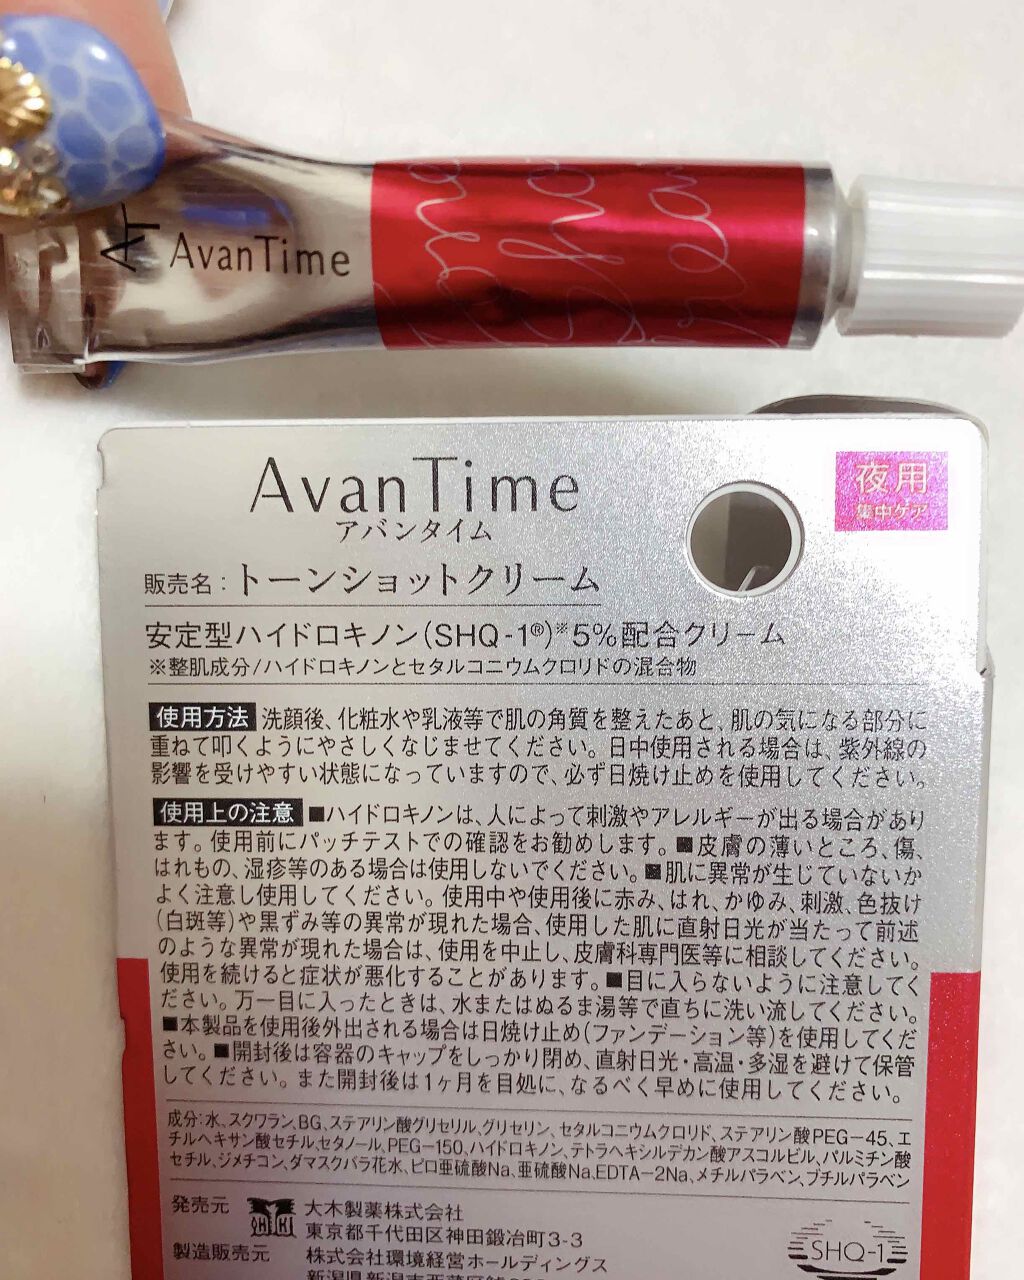 AT AvanTime
AvanTime
アバンタイム
夜用
集中ケア
販売名:トーンショットクリーム
安定型ハイドロキノン(SHQ-1®)※5%配合クリーム
※整肌成分/ハイドロキノンとセタルコニウムクロリドの混合物
使用方法 洗顔後、化粧水や乳液等で肌の角質を整えたあと、肌の気になる部分に
重ねて叩くようにやさしくなじませてください。日中使用される場合は、紫外線の
影響を受けやすい状態になっていますので、必ず日焼け止めを使用してください。
使用上の注意 ■ハイドロキノンは、人によって刺激やアレルギーが出る場合があり
ます。使用前にパッチテストでの確認をお勧めします。■皮膚の薄いところ、傷、
はれもの、湿疹等のある場合は使用しないでください。■肌に異常が生じていないか
よく注意し使用してください。使用中や使用後に赤み、はれ、かゆみ、刺激、色抜け
(白斑等)や黒ずみ等の異常が現れた場合、使用した肌に直射日光が当たって前述
のような異常が現れた場合は、使用を中止し、皮膚科専門医等に相談してください。
使用を続けると症状が悪化することがあります。■目に入らないように注意してく
ださい。万一目に入ったときは、水またはぬるま湯等で直ちに洗い流してください。
■本製品を使用後外出される場合は日焼け止め(ファンデーション等)を使用してくだ
さい。■開封後は容器のキャップをしっかり閉め、直射日光・高温・多湿を避けて保管
してください。また開封後は1ヶ月を目処に、なるべく早めに使用してください。
成分:水、スクワラン、BG、ステアリン酸グリセリル、グリセリン、セタルコニウムクロリド、ステアリン酸PEG-45、エ
チルヘキサン酸セチル、セタノール、PEG-150、ハイドロキノン、テトラヘキシルデカン酸アスコルビル、パルミチン酸
セチル、ジメチコン、ダマスクバラ花水、ピロ亜硫酸Na、亜硫酸Na、EDTA-2Na、メチルパラベン、ブチルパラベン
発売元 大木製薬株式会社
東京都千代田区神田鍛冶町3-3
製造販売元 株式会社環境経営ホールディングス
SHQ-1